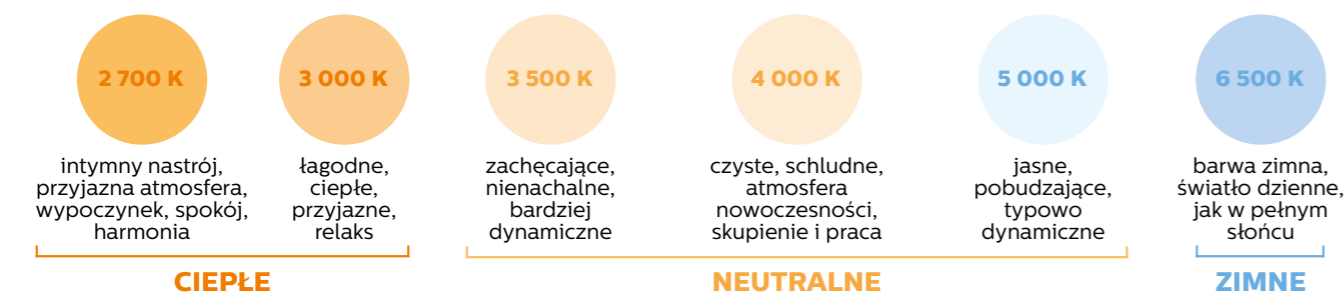 2 700 K
intymny nastrój,
przyjazna atmosfera,
wypoczynek, spokój,
harmonia
3 000 K
łagodne,
ciepłe,
przyjazne,
relaks
CIEPŁE
3 500 K
zachęcające,
nienachalne,
bardziej
dynamiczne
4 000 K
czyste, schludne,
atmosfera
nowoczesności,
skupienie i praca
5 000 K
jasne,
pobudzające,
typowo
dynamiczne
NEUTRALNE
6 500 K
barwa zimna,
światło dzienne,
jak w pełnym
słońcu
ZIMNE